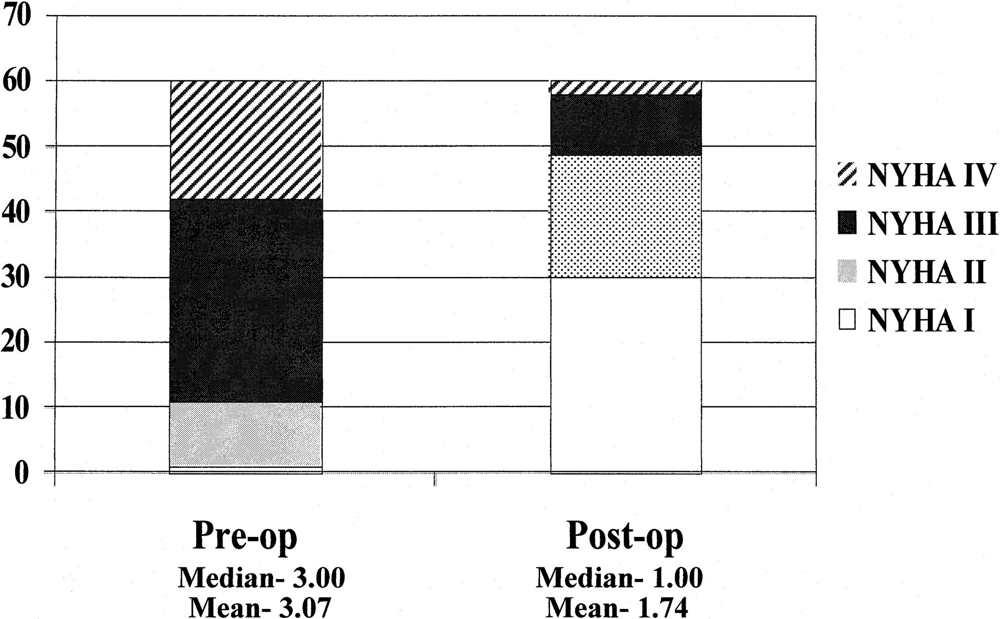 70
60
50
40
30
20
10
0
NYHA IV
NYHA III
NYHA II
NYHA I
Pre-op
Median- 3.00
Mean- 3.07
Post-op
Median- 1.00
Mean- 1.74